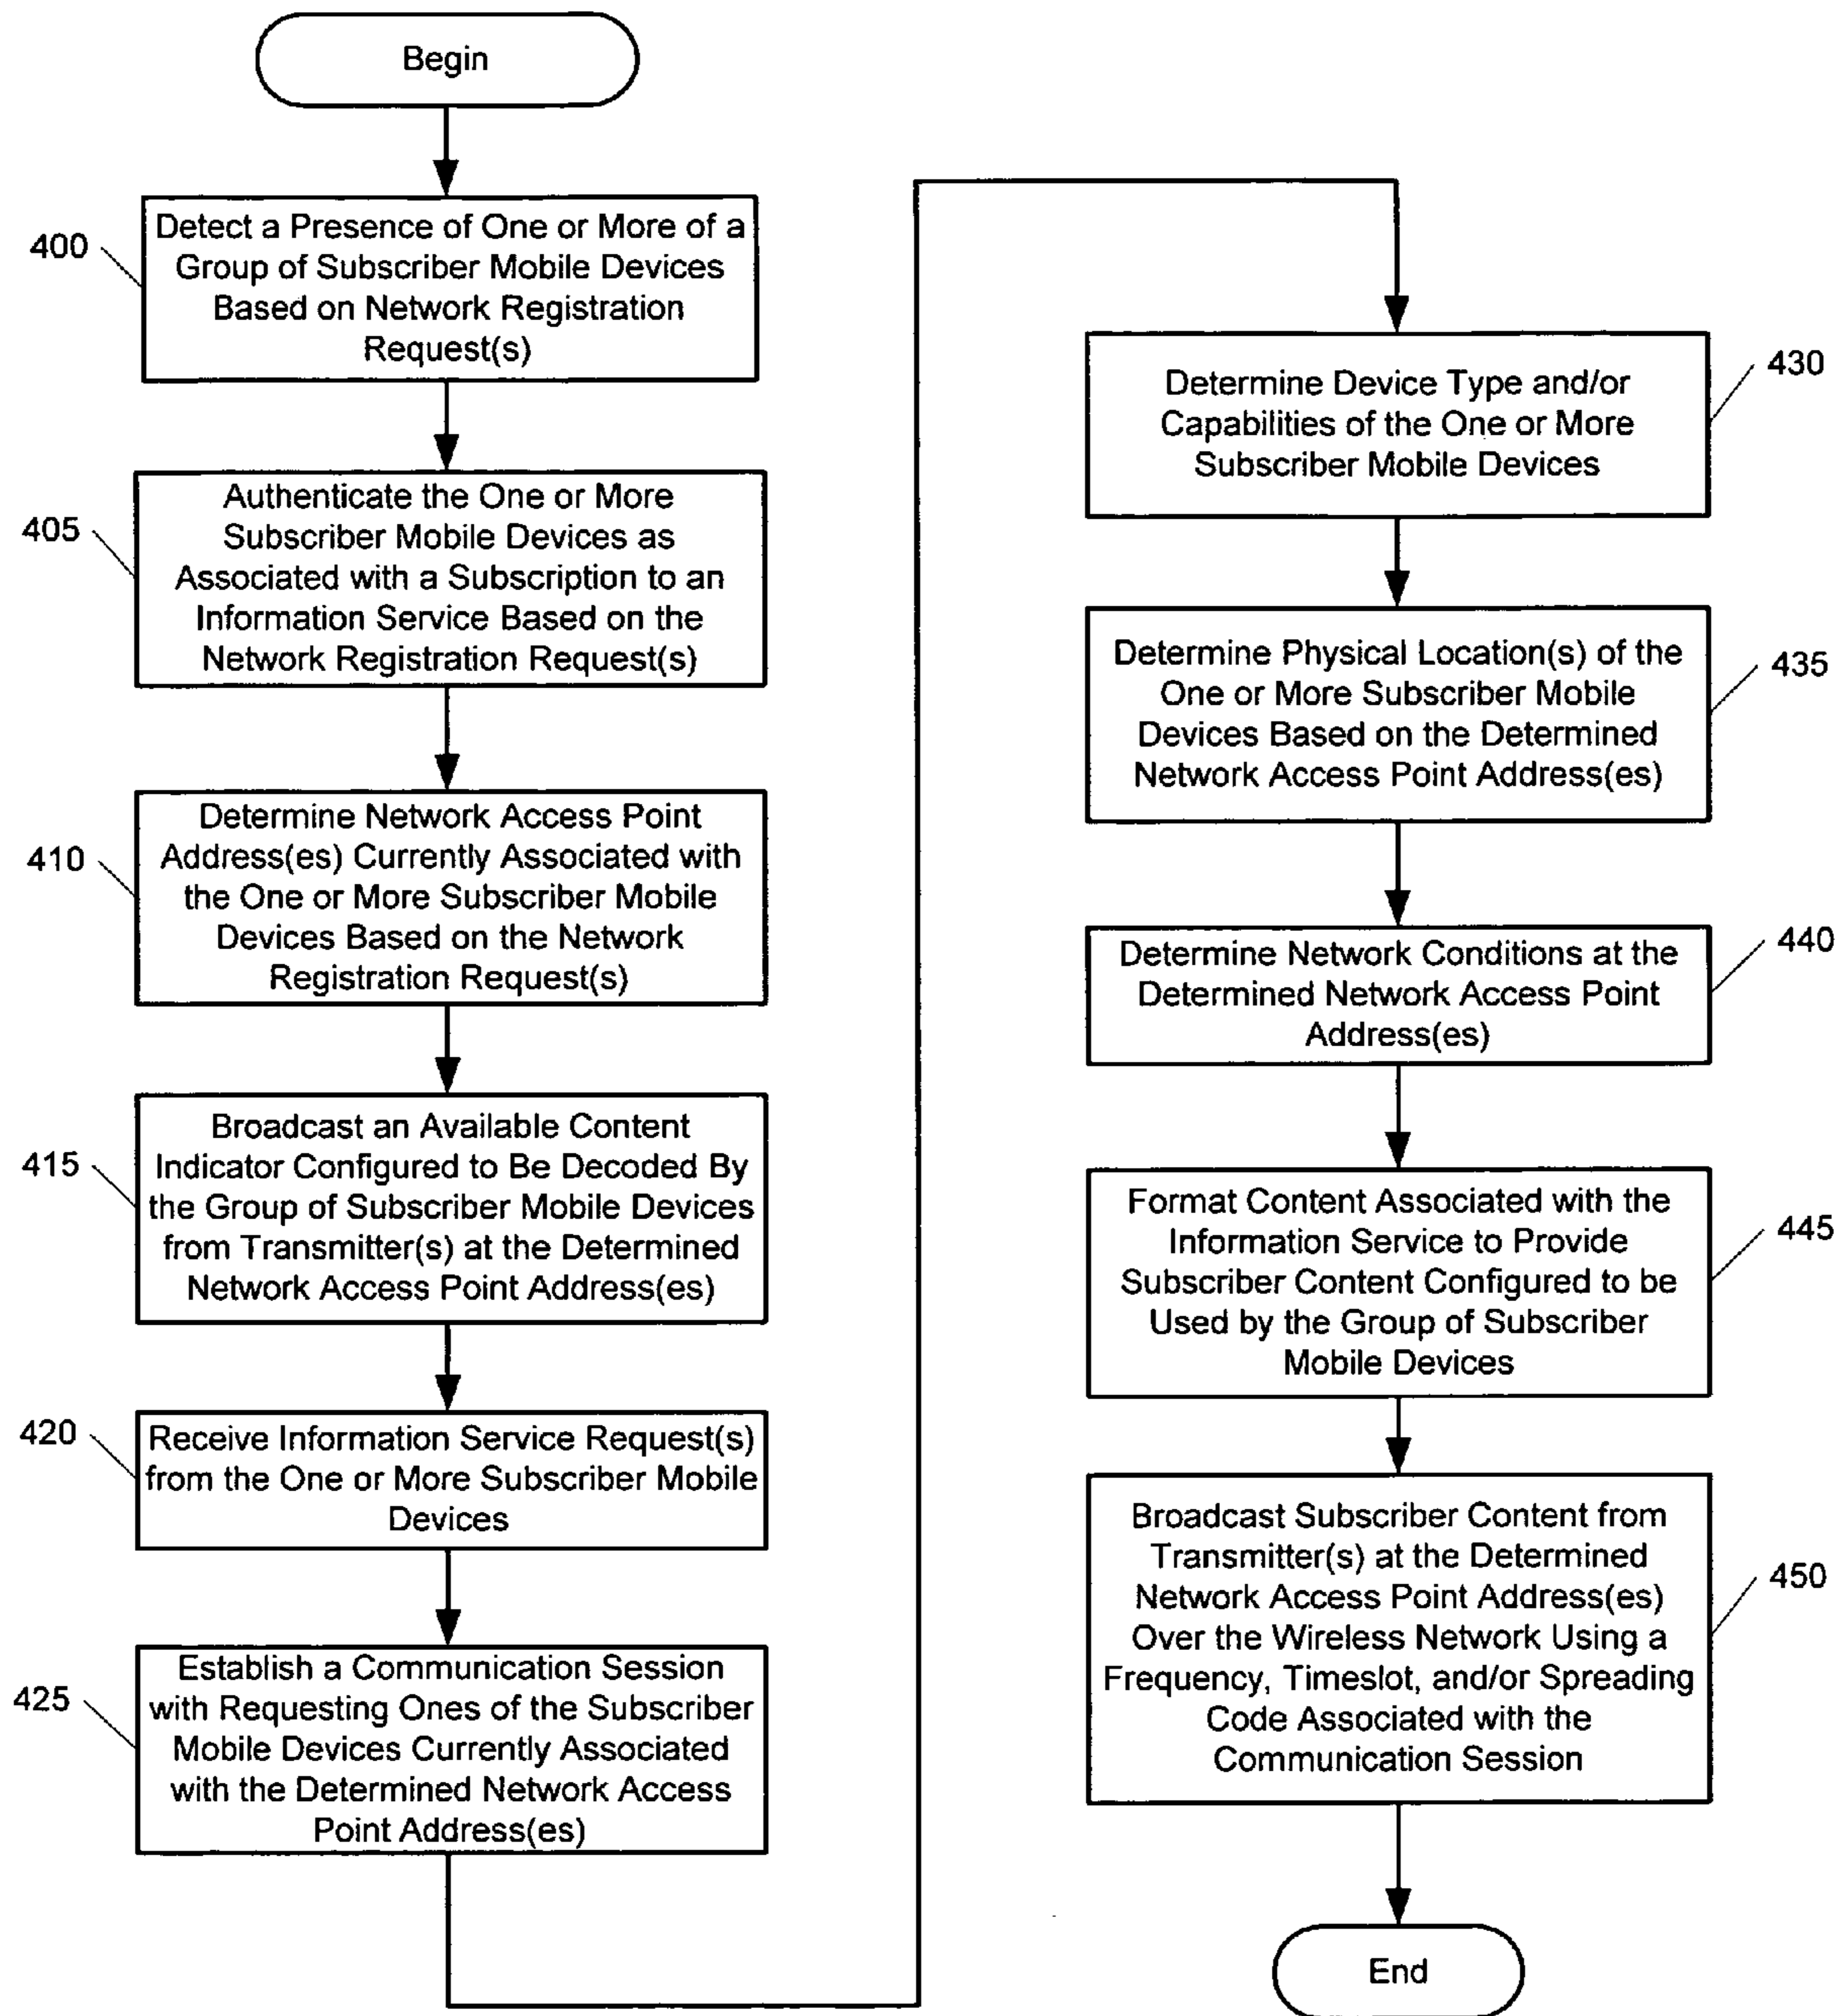 Begin
400
Detect a Presence of One or More of a
Group of Subscriber Mobile Devices
Based on Network Registration
Request(s)
405
Authenticate the One or More
Subscriber Mobile Devices as
Associated with a Subscription to an
Information Service Based on the
Network Registration Request(s)
410
Determine Network Access Point
Address(es) Currently Associated with
the One or More Subscriber Mobile
Devices Based on the Network
Registration Request(s)
415
Broadcast an Available Content
Indicator Configured to Be Decoded By
the Group of Subscriber Mobile Devices
from Transmitter(s) at the Determined
Network Access Point Address(es)
420
Receive Information Service Request(s)
from the One or More Subscriber Mobile
Devices
425
Establish a Communication Session
with Requesting Ones of the Subscriber
Mobile Devices Currently Associated
with the Determined Network Access
Point Address(es)
430
Determine Device Type and/or
Capabilities of the One or More
Subscriber Mobile Devices
435
Determine Physical Location(s) of the
One or More Subscriber Mobile
Devices Based on the Determined
Network Access Point Address(es)
440
Determine Network Conditions at the
Determined Network Access Point
Address(es)
445
Format Content Associated with the
Information Service to Provide
Subscriber Content Configured to be
Used by the Group of Subscriber
Mobile Devices
450
Broadcast Subscriber Content from
Transmitter(s) at the Determined
Network Access Point Address(es)
Over the Wireless Network Using a
Frequency, Timeslot, and/or Spreading
Code Associated with the
Communication Session
End